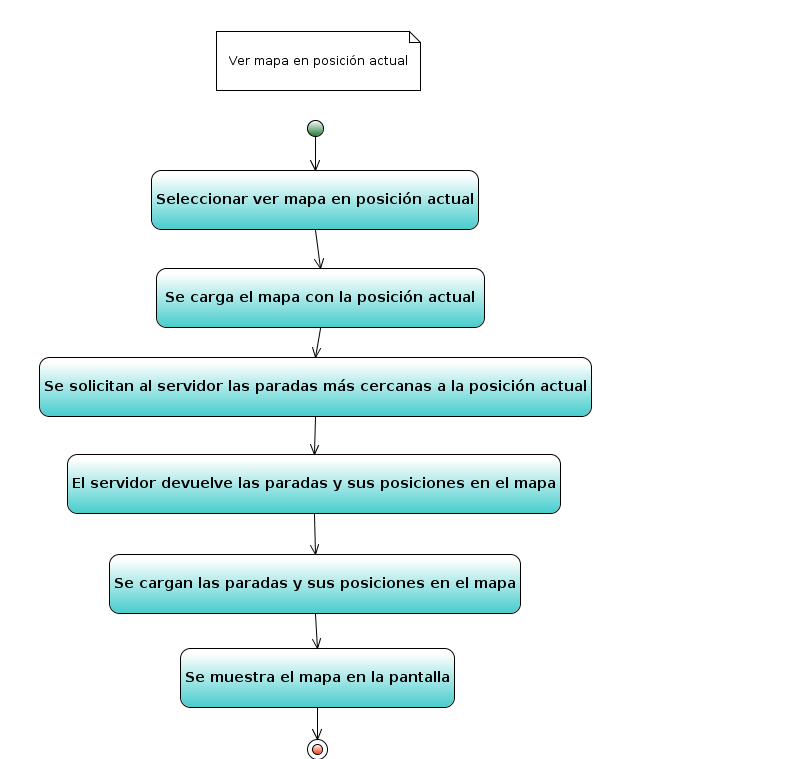 Ver mapa en posición actual
Seleccionar ver mapa en posición actual
Se carga el mapa con la posición actual
Se solicitan al servidor las paradas más cercanas a la posición actual
El servidor devuelve las paradas y sus posiciones en el mapa
Se cargan las paradas y sus posiciones en el mapa
Se muestra el mapa en la pantalla